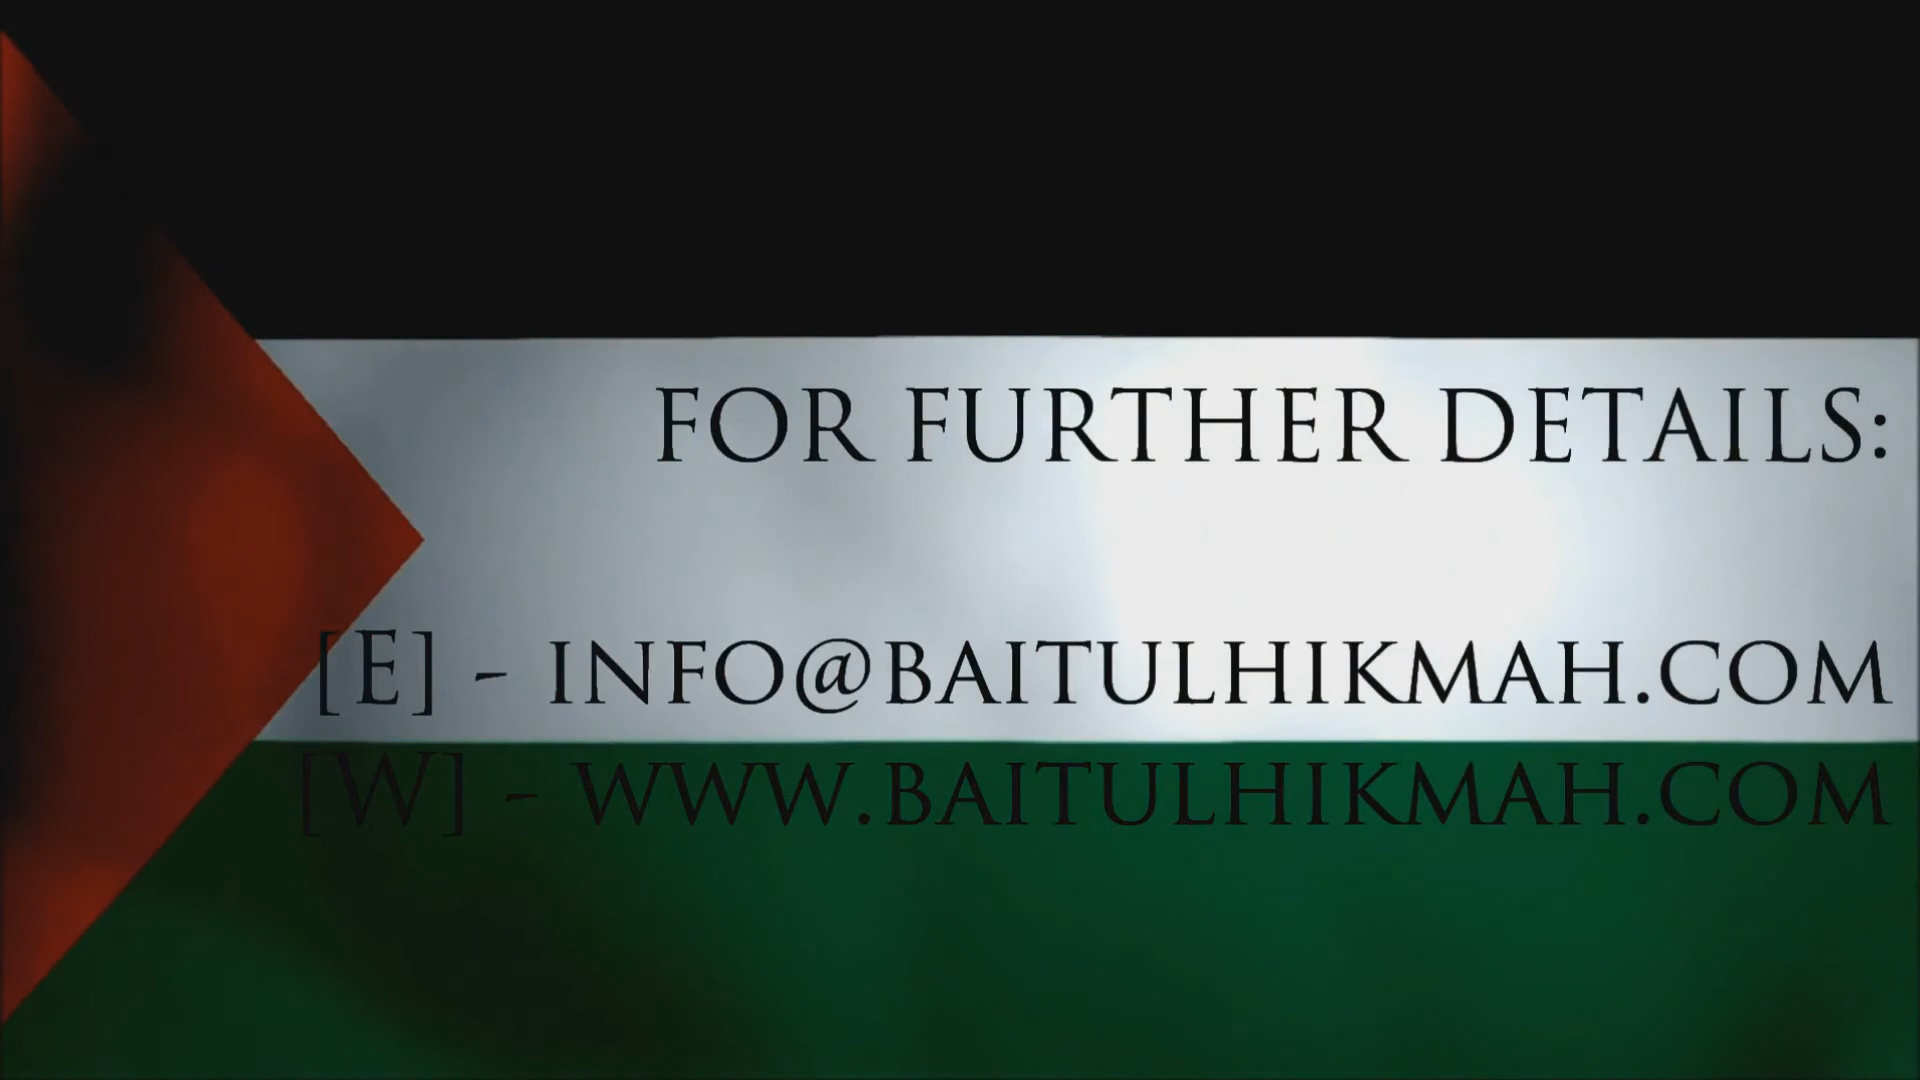 FOR FURTHER DETAILS:
[E] - INFO@BAITULHIKMAH.COM
[W] - WWW.BAITULHIKMAH.COM